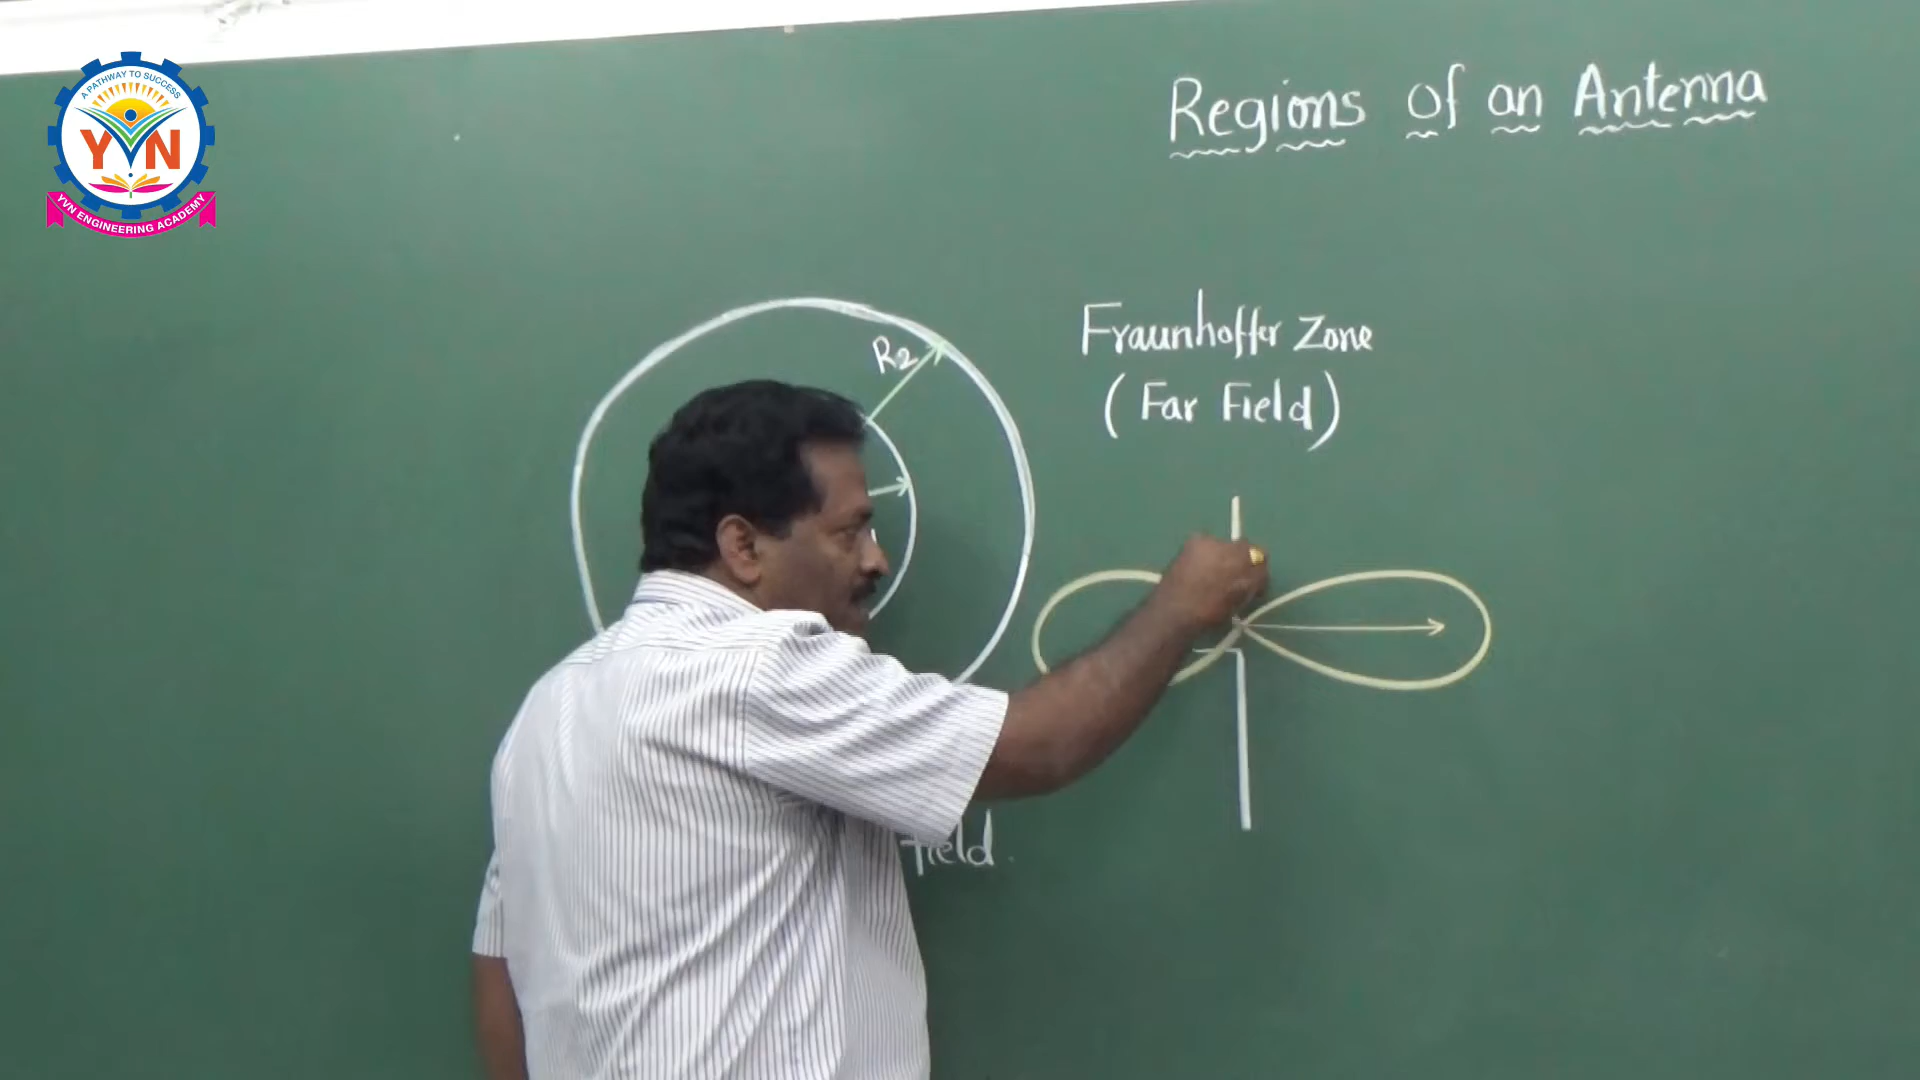 A PATHWAY TO SUCCESS
YVN
YVN ENGINEERING ACADEMY
Regions of an Antenna
R2
Fraunhoffer Zone
(Far Field)
field.